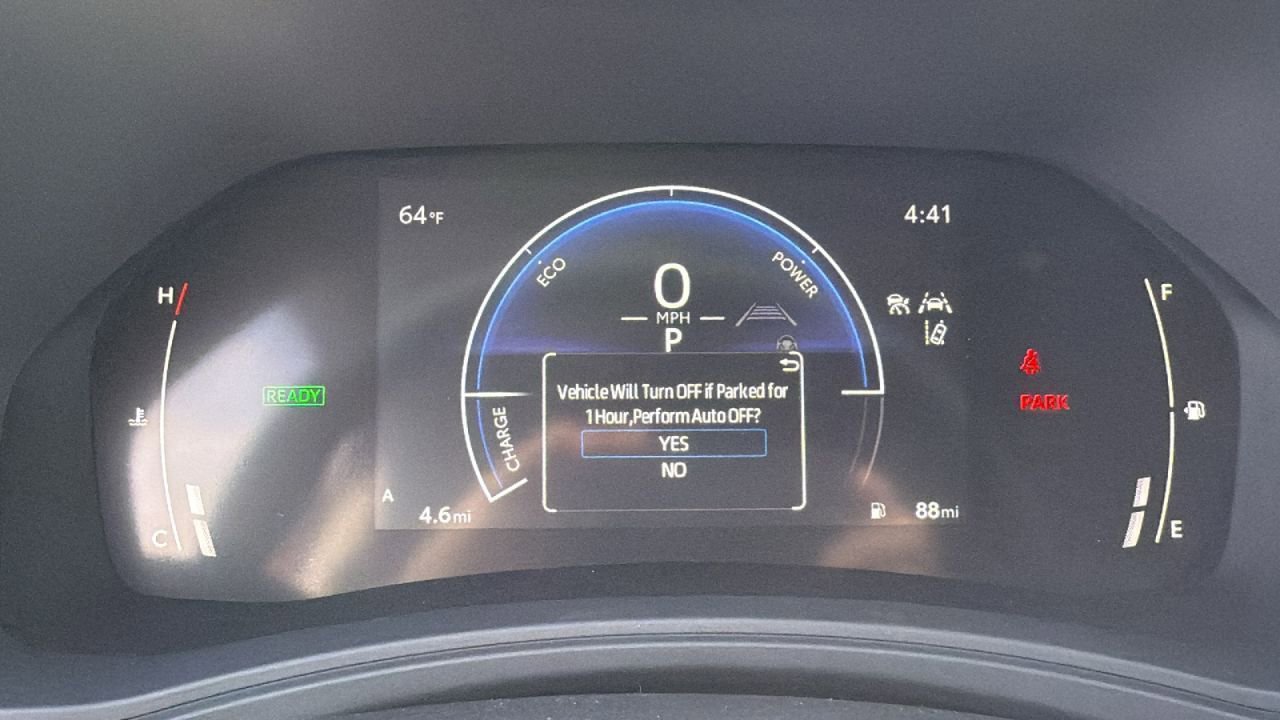 64°F
4:41
ECO
POWER
0
MPH
P
H
F
READY
PARK
Vehicle Will Turn OFF if Parked for
1 Hour,Perform Auto OFF?
YES
NO
CHARGE
A
4.6mi
88mi
C
E